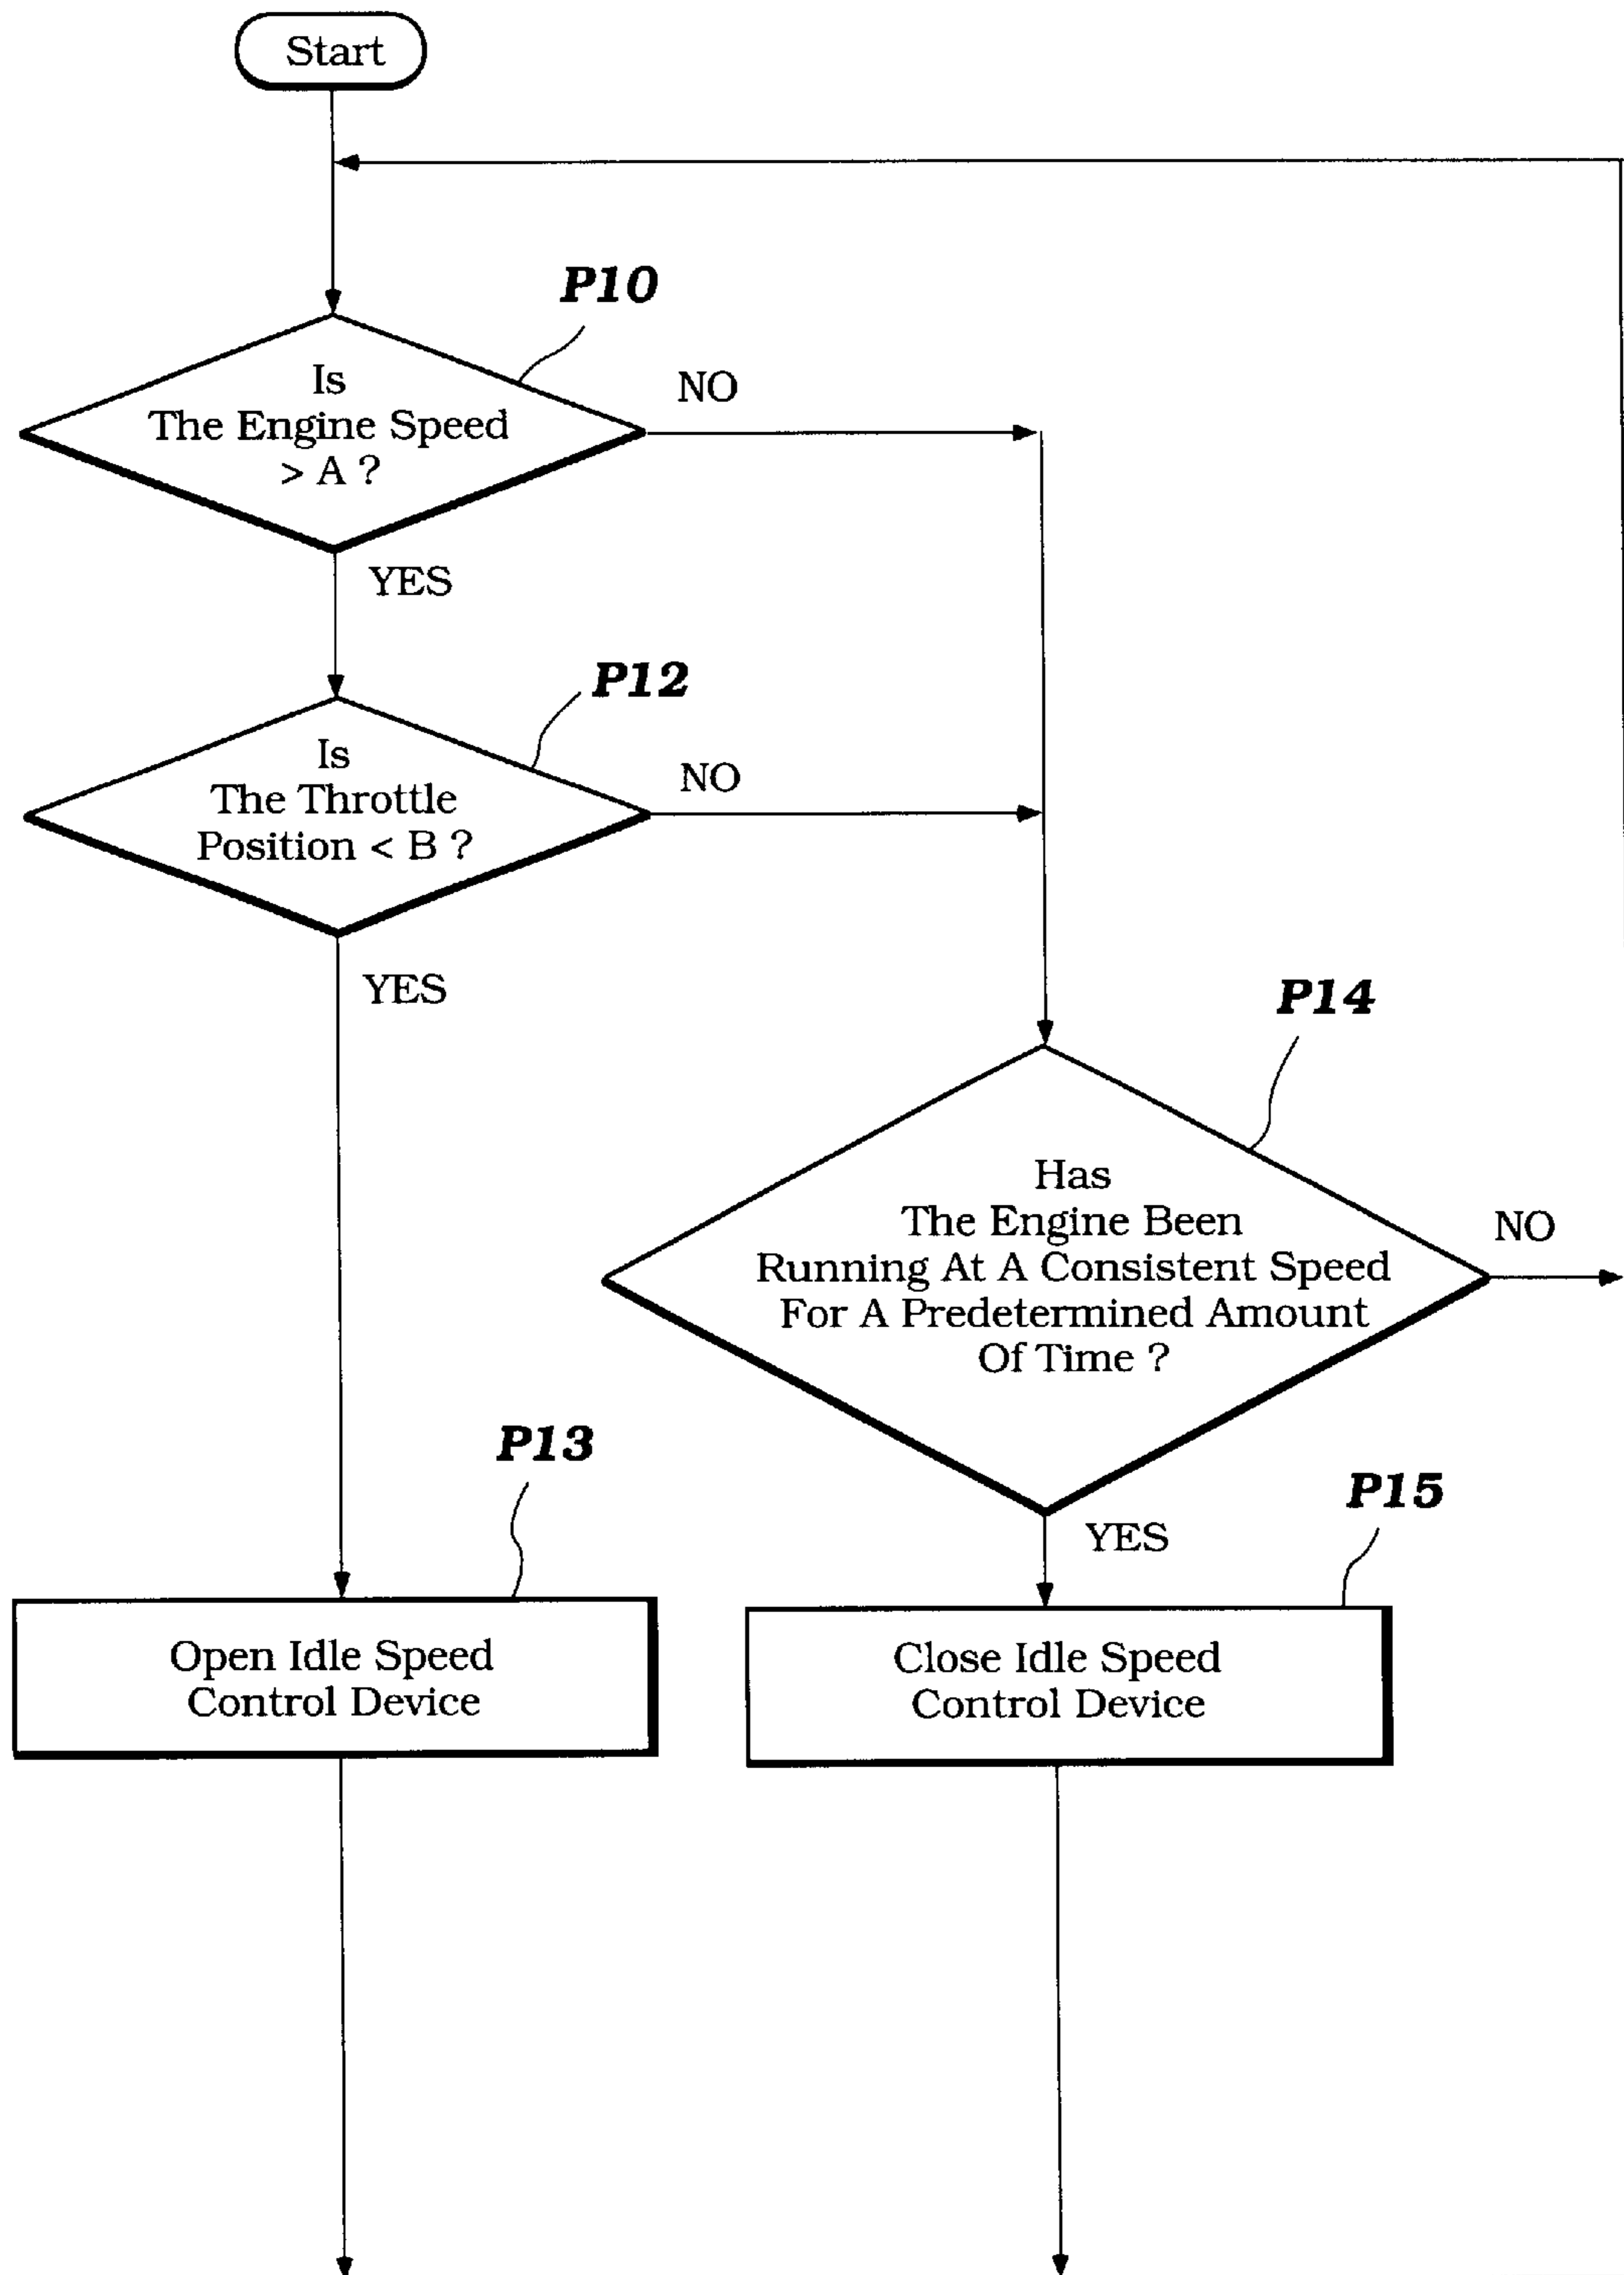 Start
P10
Is
The Engine Speed
> A ?
NO
YES
P12
Is
The Throttle
Position < B ?
NO
YES
P14
Has
The Engine Been
Running At A Consistent Speed
For A Predetermined Amount
Of Time ?
NO
YES
P13
Open Idle Speed
Control Device
P15
Close Idle Speed
Control Device